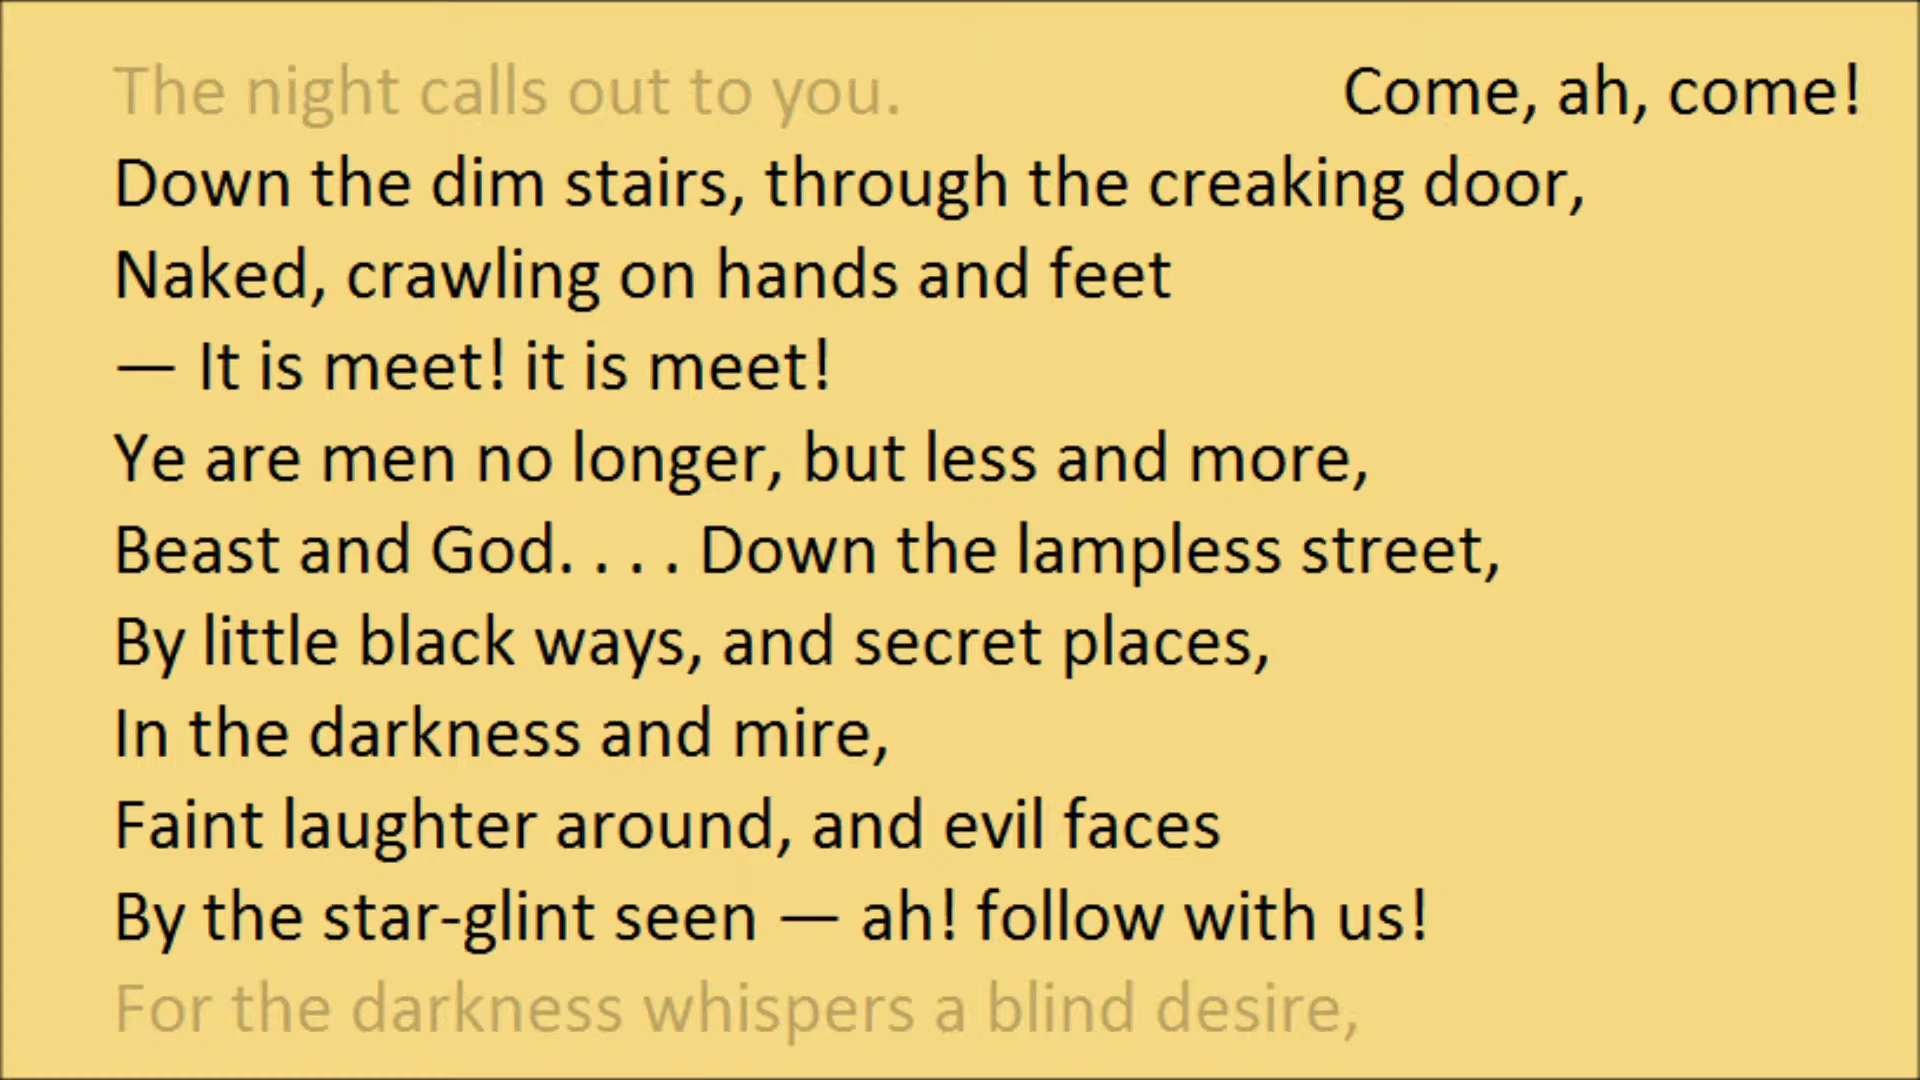 The night calls out to you. Come, ah, come!
Down the dim stairs, through the creaking door,
Naked, crawling on hands and feet
— It is meet! it is meet!
Ye are men no longer, but less and more,
Beast and God. . . . Down the lampless street,
By little black ways, and secret places,
In the darkness and mire,
Faint laughter around, and evil faces
By the star-glint seen — ah! follow with us!
For the darkness whispers a blind desire,